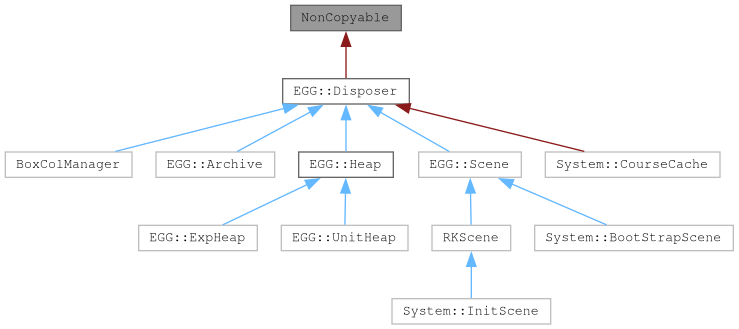 NonCopyable
EGG::Disposer
BoxColManager
EGG::Archive
EGG::Heap
EGG::Scene
System::CourseCache
EGG::ExpHeap
EGG::UnitHeap
RKScene
System::BootStrapScene
System::InitScene